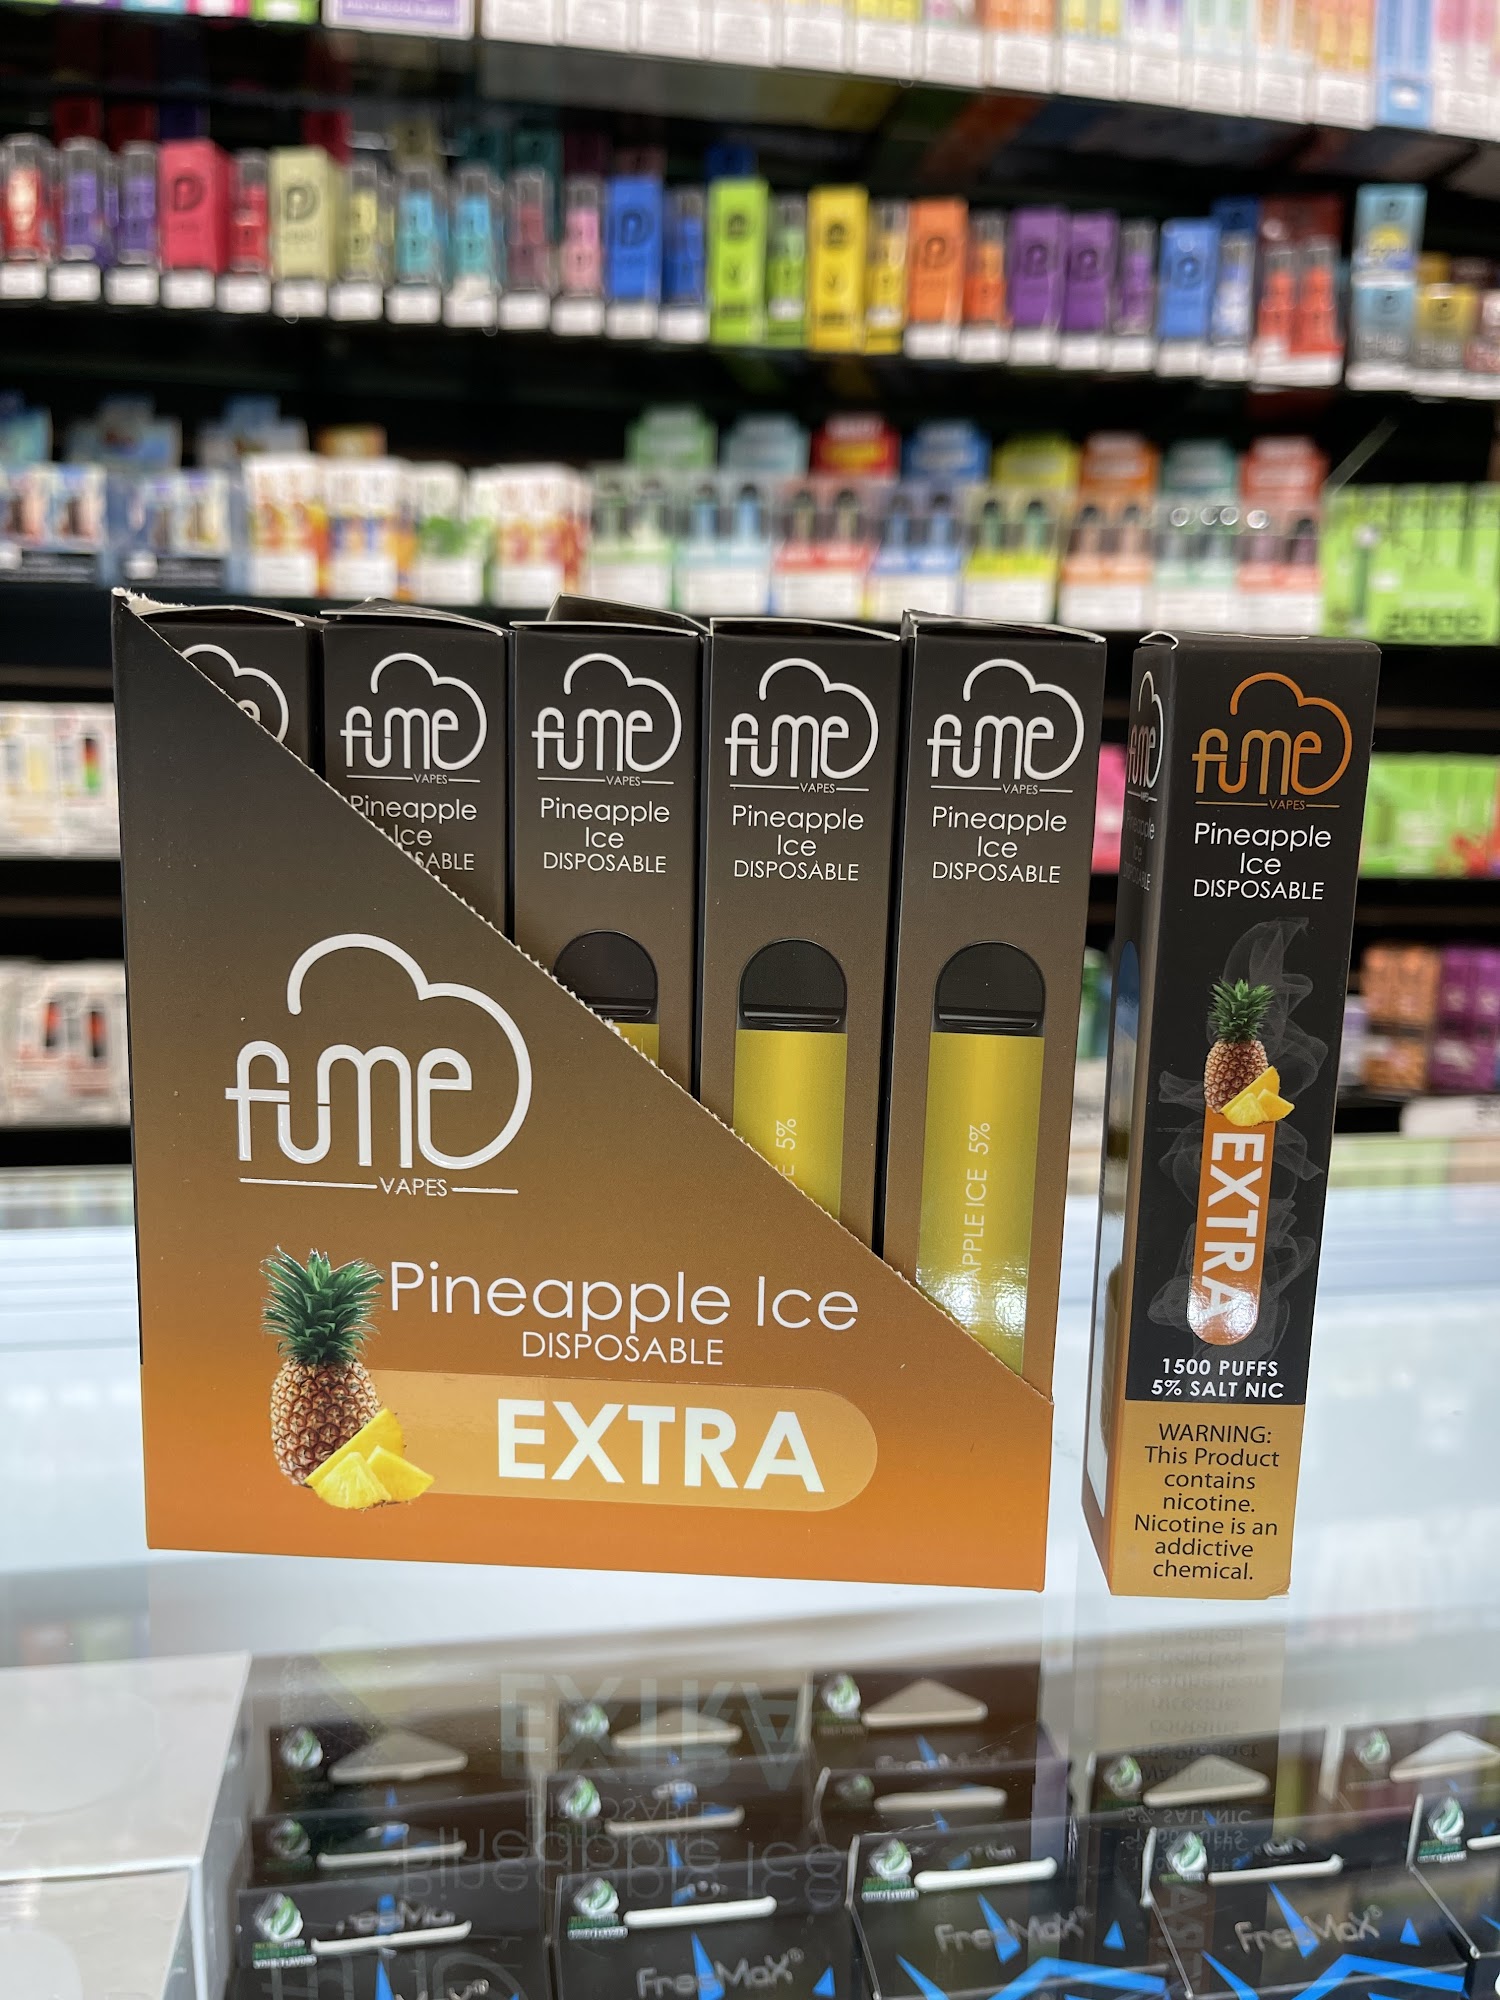 fume
VAPES
Pineapple
Ice
DISPOSABLE
fume
VAPES
Pineapple
Ice
DISPOSABLE
fume
VAPES
Pineapple
Ice
DISPOSABLE
5%
fume
VAPES
Pineapple
Ice
DISPOSABLE
APPLE ICE 5%
fume
VAPES
Pineapple Ice
DISPOSABLE
EXTRA
fume
VAPES
Pineapple
Ice
DISPOSABLE
EXTRA
1500 PUFFS
5% SALT NIC
WARNING:
This Product
contains
nicotine.
Nicotine is an
addictive
chemical.
FreeMaX
FreeMaX
FreeMaX